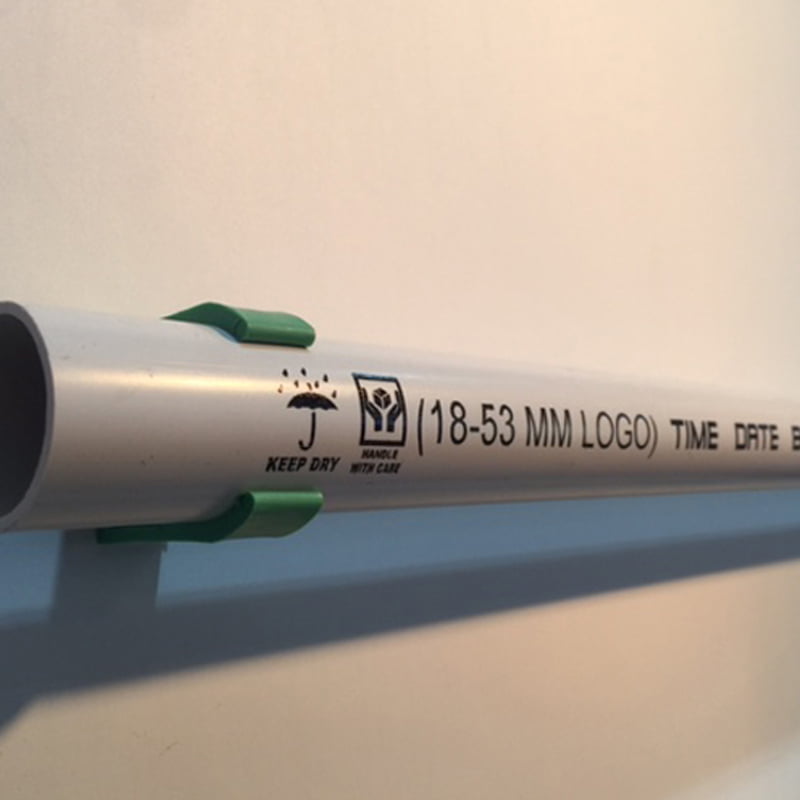 KEEP DRY
HANDLE
WITH CARE
(18-53 MM LOGO) TIME DATE